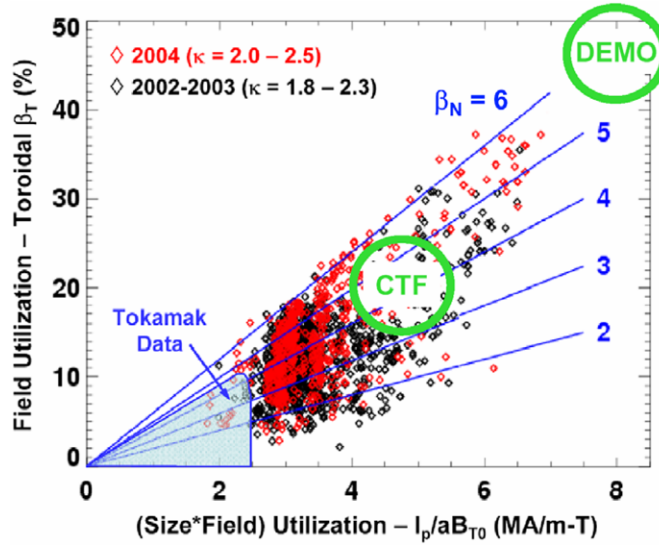 50
40
30
20
10
0
Field Utilization – Toroidal βT (%)
2004 (κ = 2.0 – 2.5)
2002-2003 (κ = 1.8 – 2.3)
DEMO
βN = 6
5
4
3
2
CTF
Tokamak
Data
0
2
4
6
8
(Size*Field) Utilization – Ip/aBT0 (MA/m-T)